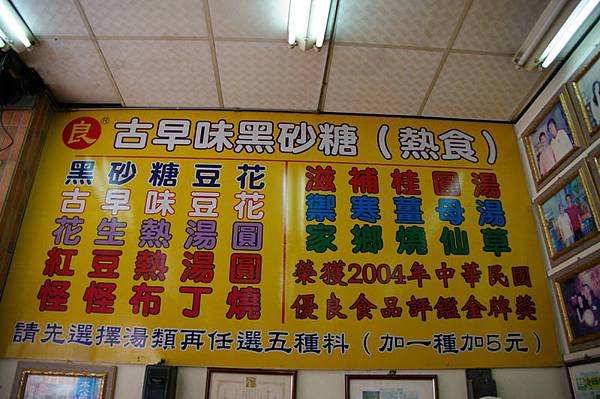 良® 古早味黑砂糖（熱食）
黑砂糖豆花
古早味豆花
花生熱湯圓
紅豆熱湯圓
怪怪布丁燒
滋補桂圓湯
禦寒薑母湯
家鄉燒仙草
榮獲2004年中華民國
優良食品評鑑金牌獎
請先選擇湯類再任選五種料（加一種加5元）